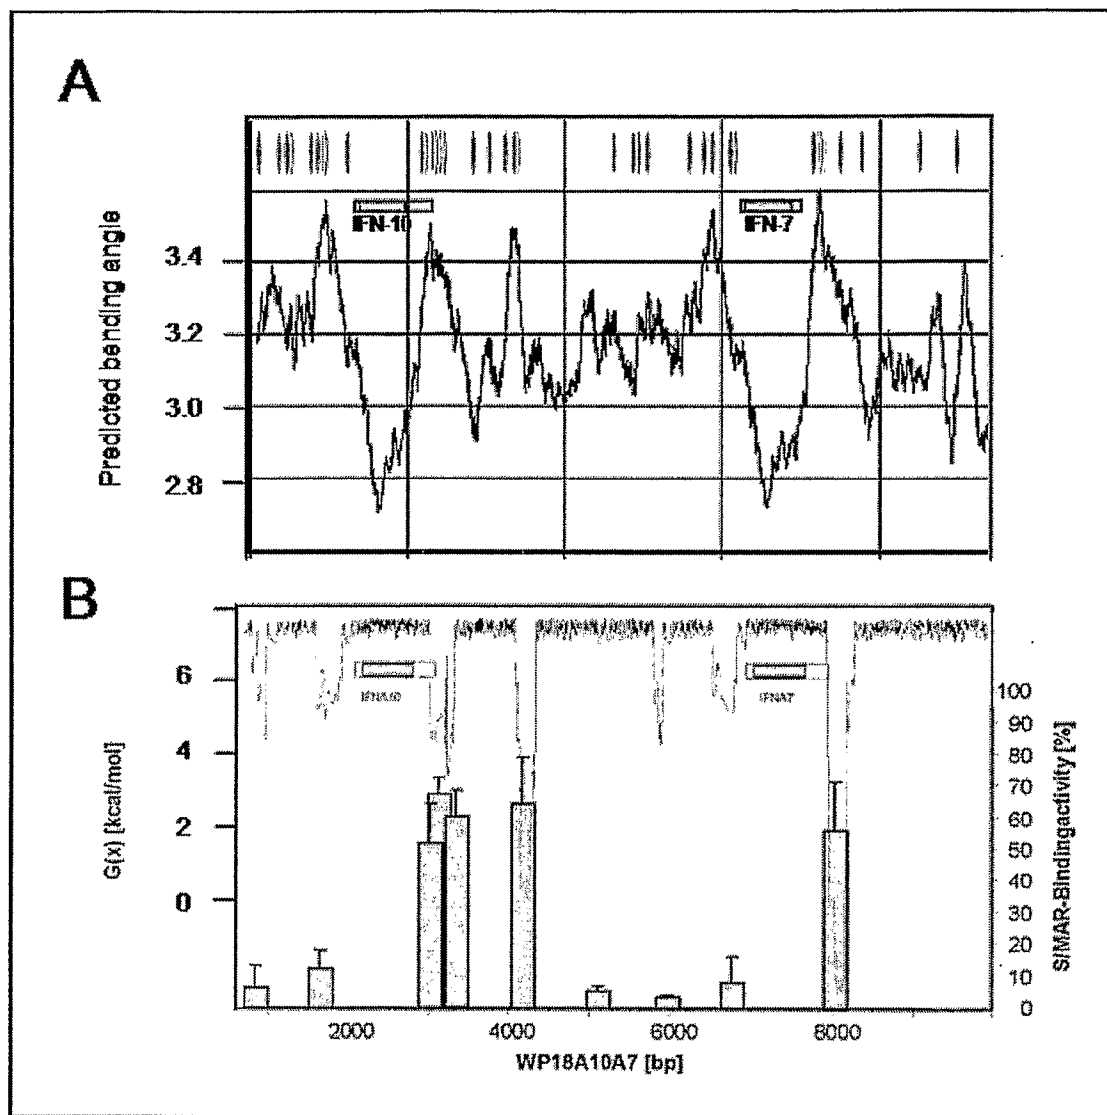 A
Predicted bending angle
3.4
3.2
3.0
2.8
IFN-10
IFN-7
B
G(x) [kcal/mol]
6
4
2
0
IFNA10
IFNA7
100
90
80
70
60
50
40
30
20
10
0
S/MAR-Bindingactivity [%]
2000
4000
6000
8000
WP18A10A7 [bp]